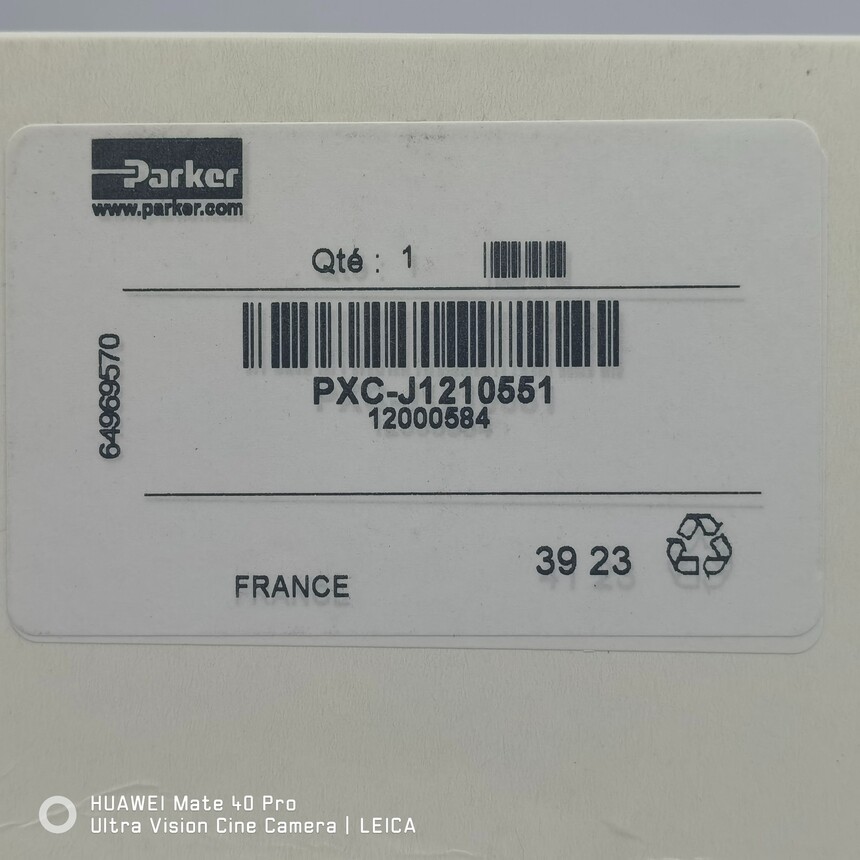 Parker
www.parker.com
Qté : 1
64969570
PXC-J1210551
12000584
39 23
FRANCE
HUAWEI Mate 40 Pro
Ultra Vision Cine Camera | LEICA